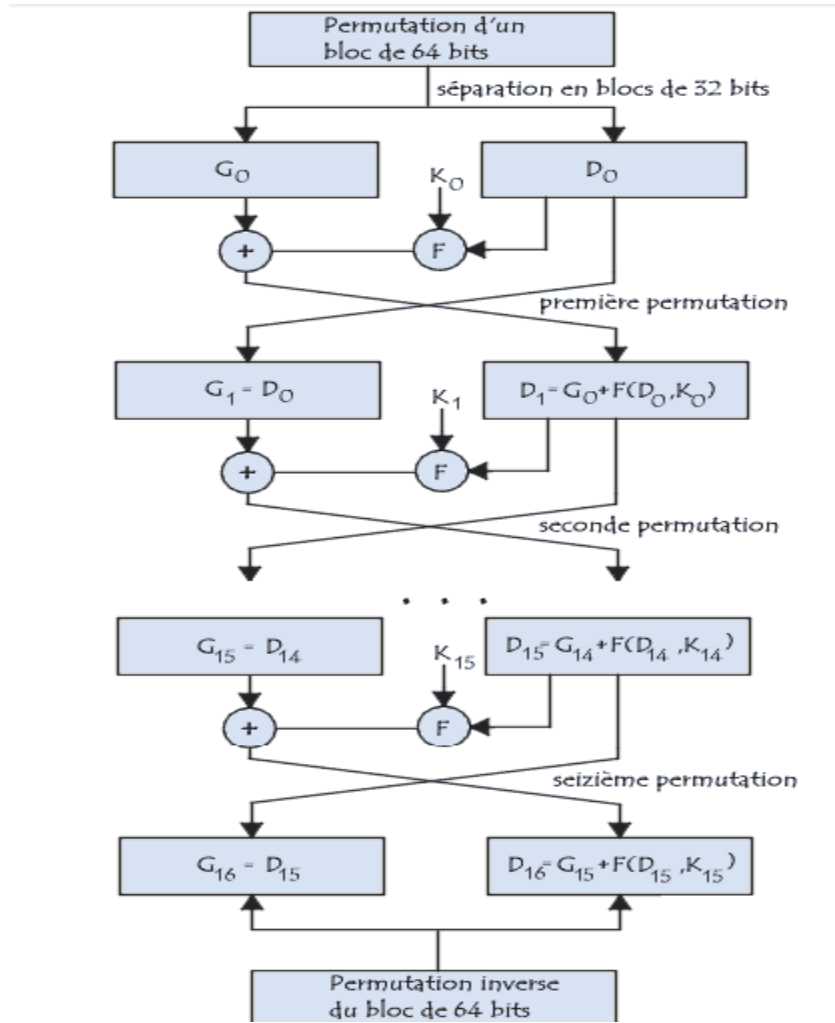 Permutation d'un
bloc de 64 bits
séparation en blocs de 32 bits
G0
K0
D0
+
F
première permutation
G1 = D0
K1
D1=G0+F(D0,K0)
+
F
seconde permutation
. . .
G15 = D14
K15
D15=G14+F(D14,K14)
+
F
seizième permutation
G16 = D15
D16=G15+F(D15,K15)
Permutation inverse
du bloc de 64 bits